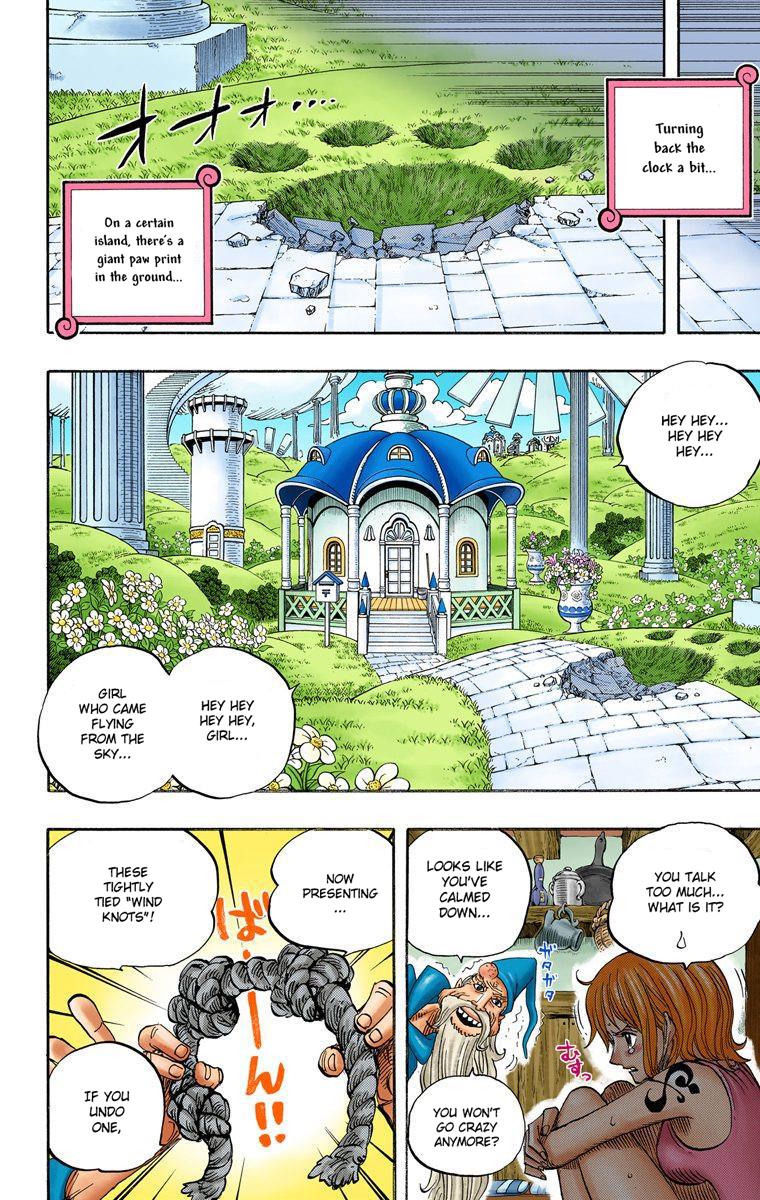 Turning
back the
clock a bit...
オオオ....
On a certain
island, there's a
giant paw print
in the ground...
HEY HEY...
HEY HEY
HEY...
HEY HEY
HEY HEY,
GIRL...
GIRL
WHO CAME
FLYING
FROM THE
SKY...
〒
YOU TALK
TOO MUCH...
WHAT IS IT?
LOOKS LIKE
YOU'VE
CALMED
DOWN...
ガタガタ
むすっ
YOU WON'T
GO CRAZY
ANYMORE?
NOW
PRESENTING
...
THESE
TIGHTLY
TIED "WIND
KNOTS"!
ばーーん!!
IF YOU
UNDO
ONE,